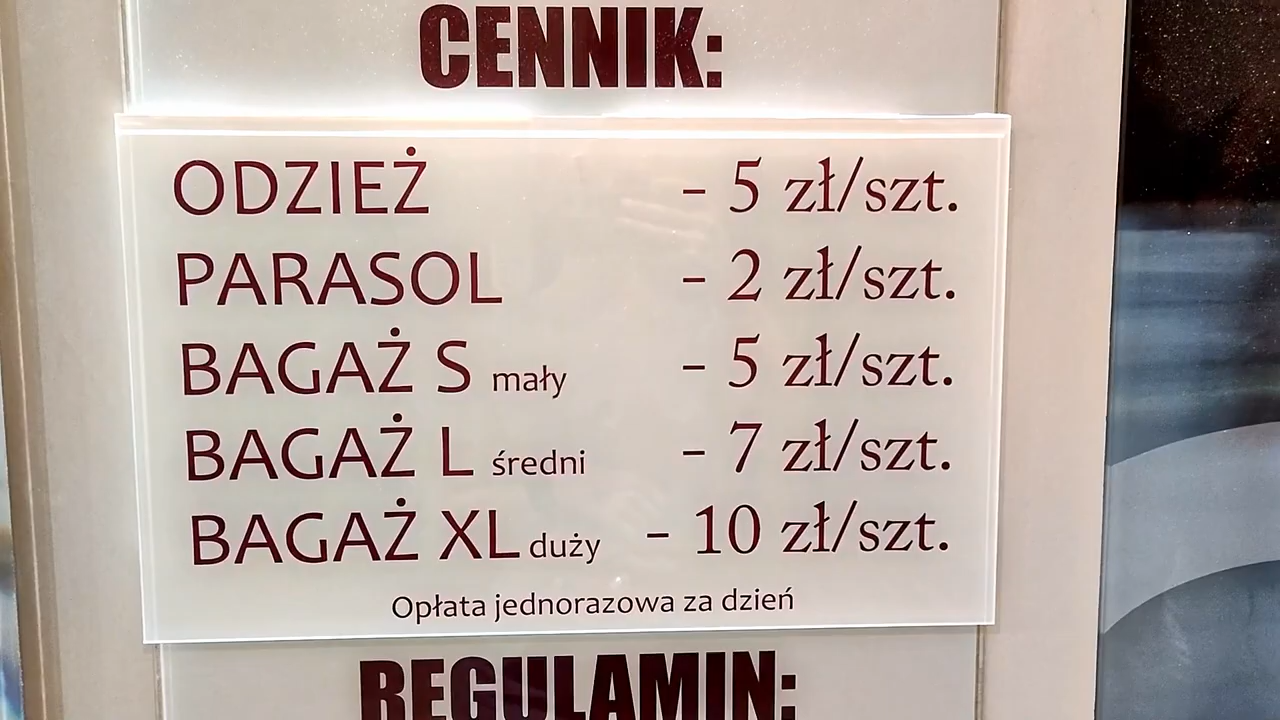 CENNIK:
ODZIEŻ - 5 zł/szt.
PARASOL - 2 zł/szt.
BAGAŻ S mały - 5 zł/szt.
BAGAŻ L średni - 7 zł/szt.
BAGAŻ XL duży - 10 zł/szt.
Opłata jednorazowa za dzień
REGULAMIN: